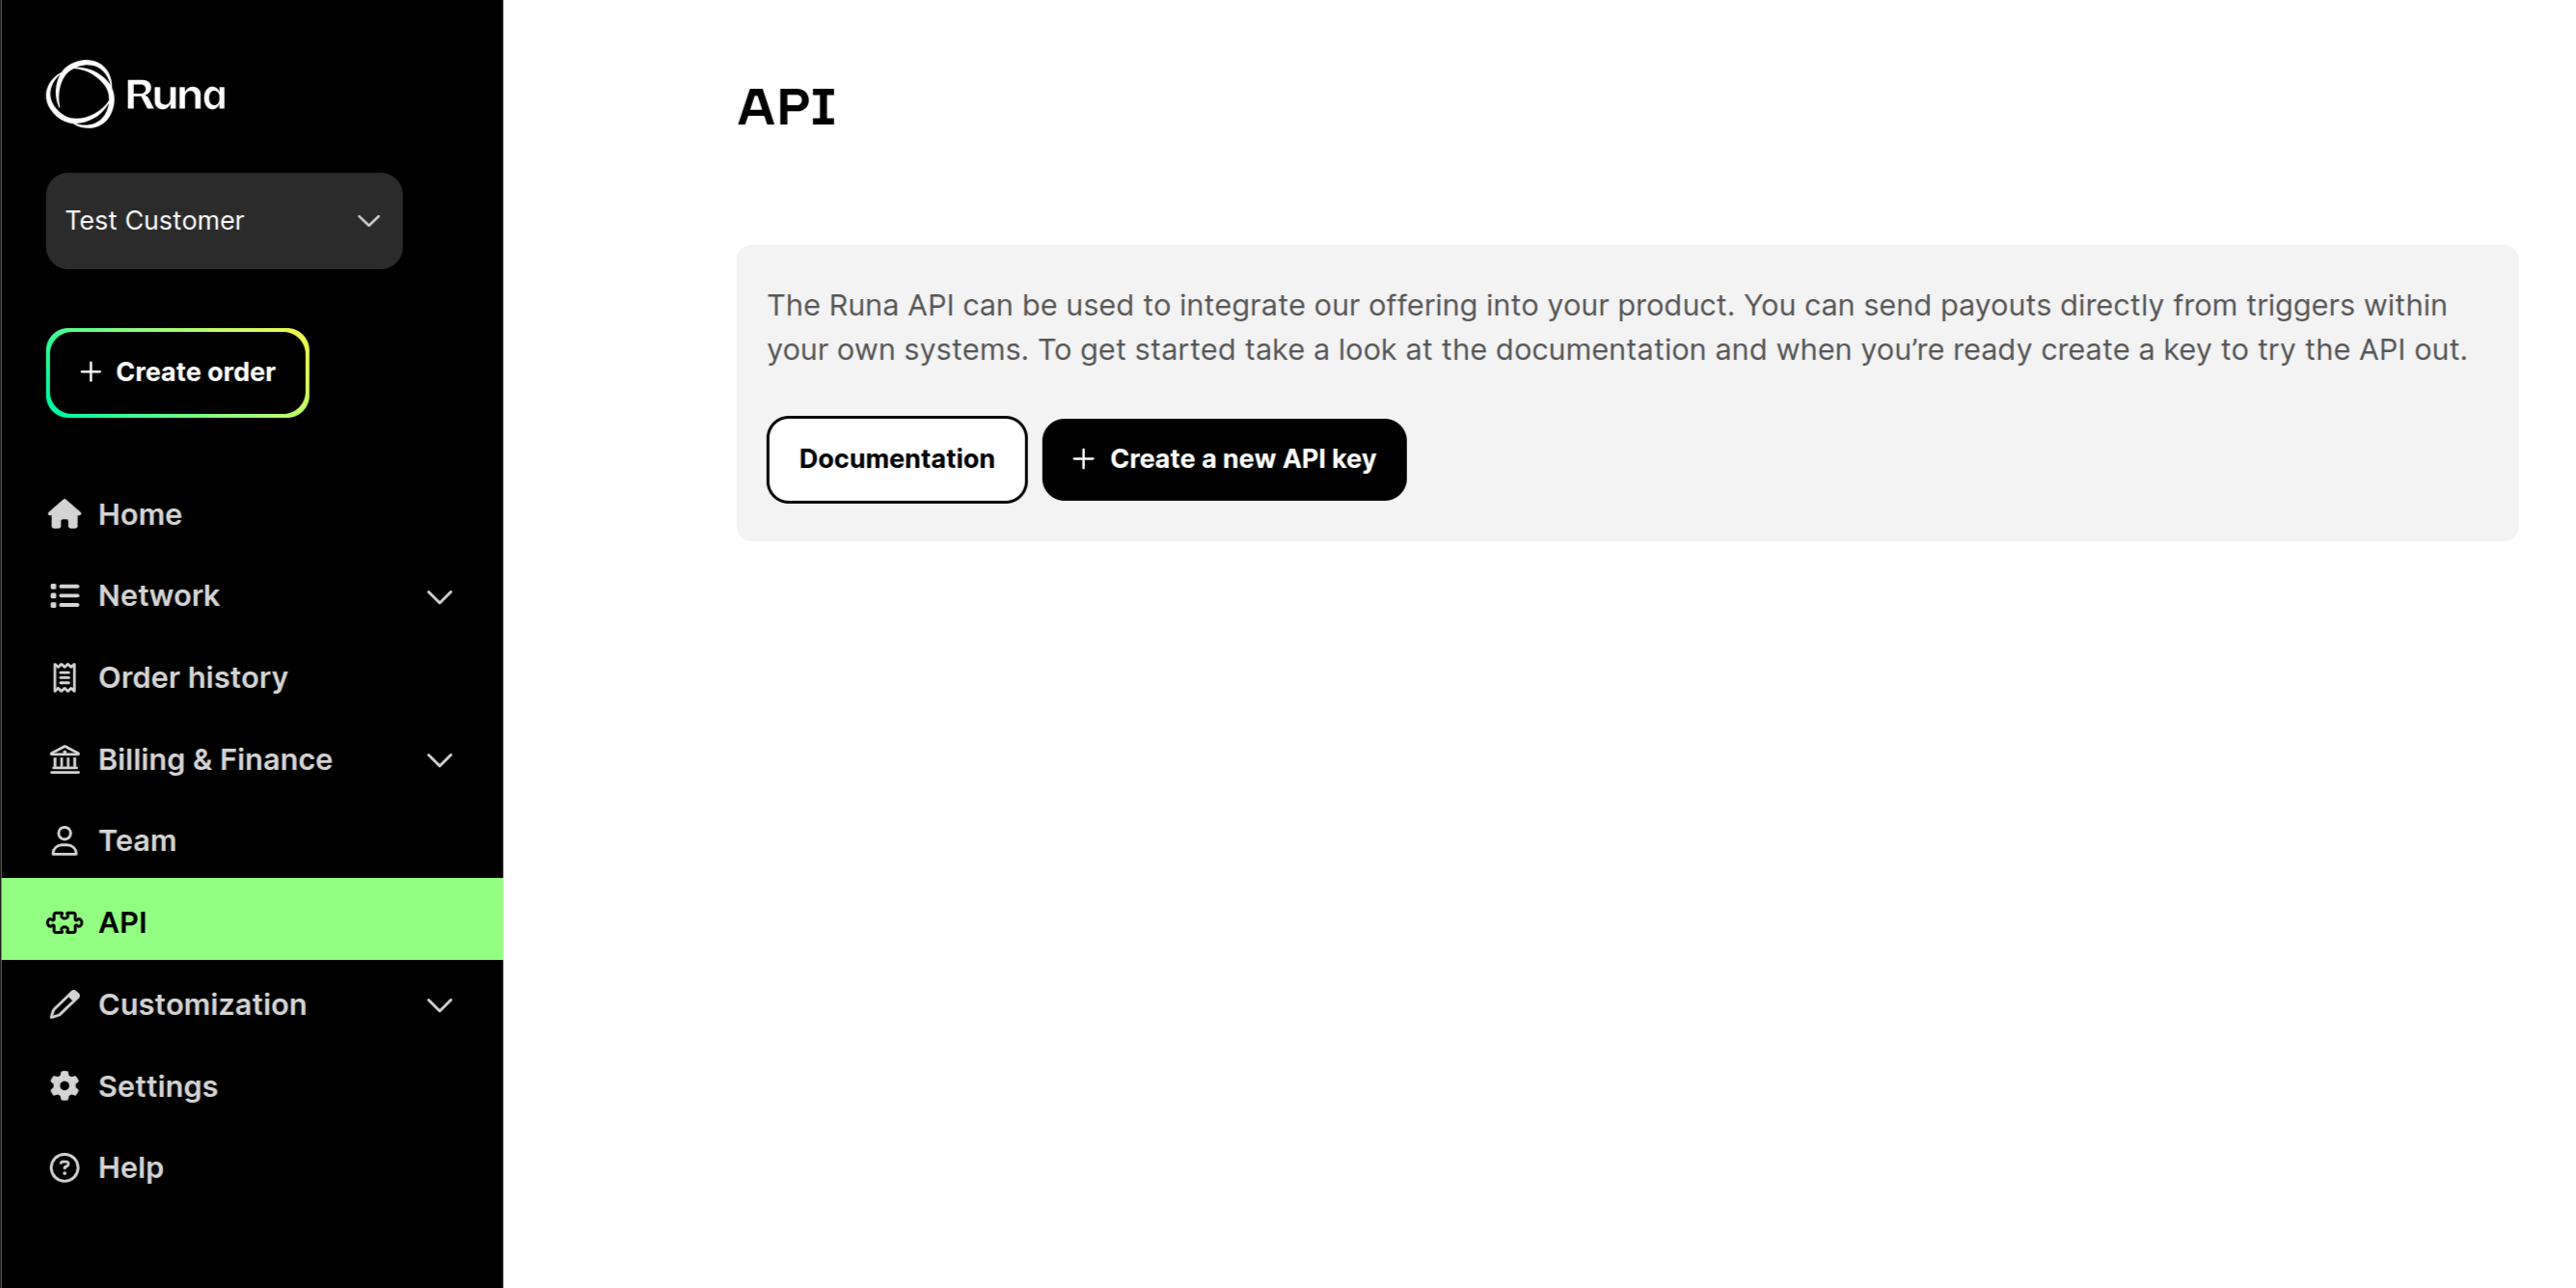 Runa
Test Customer
Create order
Home
Network
Order history
Billing & Finance
Team
API
Customization
Settings
Help
API
The Runa API can be used to integrate our offering into your product. You can send payouts directly from triggers within
your own systems. To get started take a look at the documentation and when you’re ready create a key to try the API out.
Documentation
Create a new API key